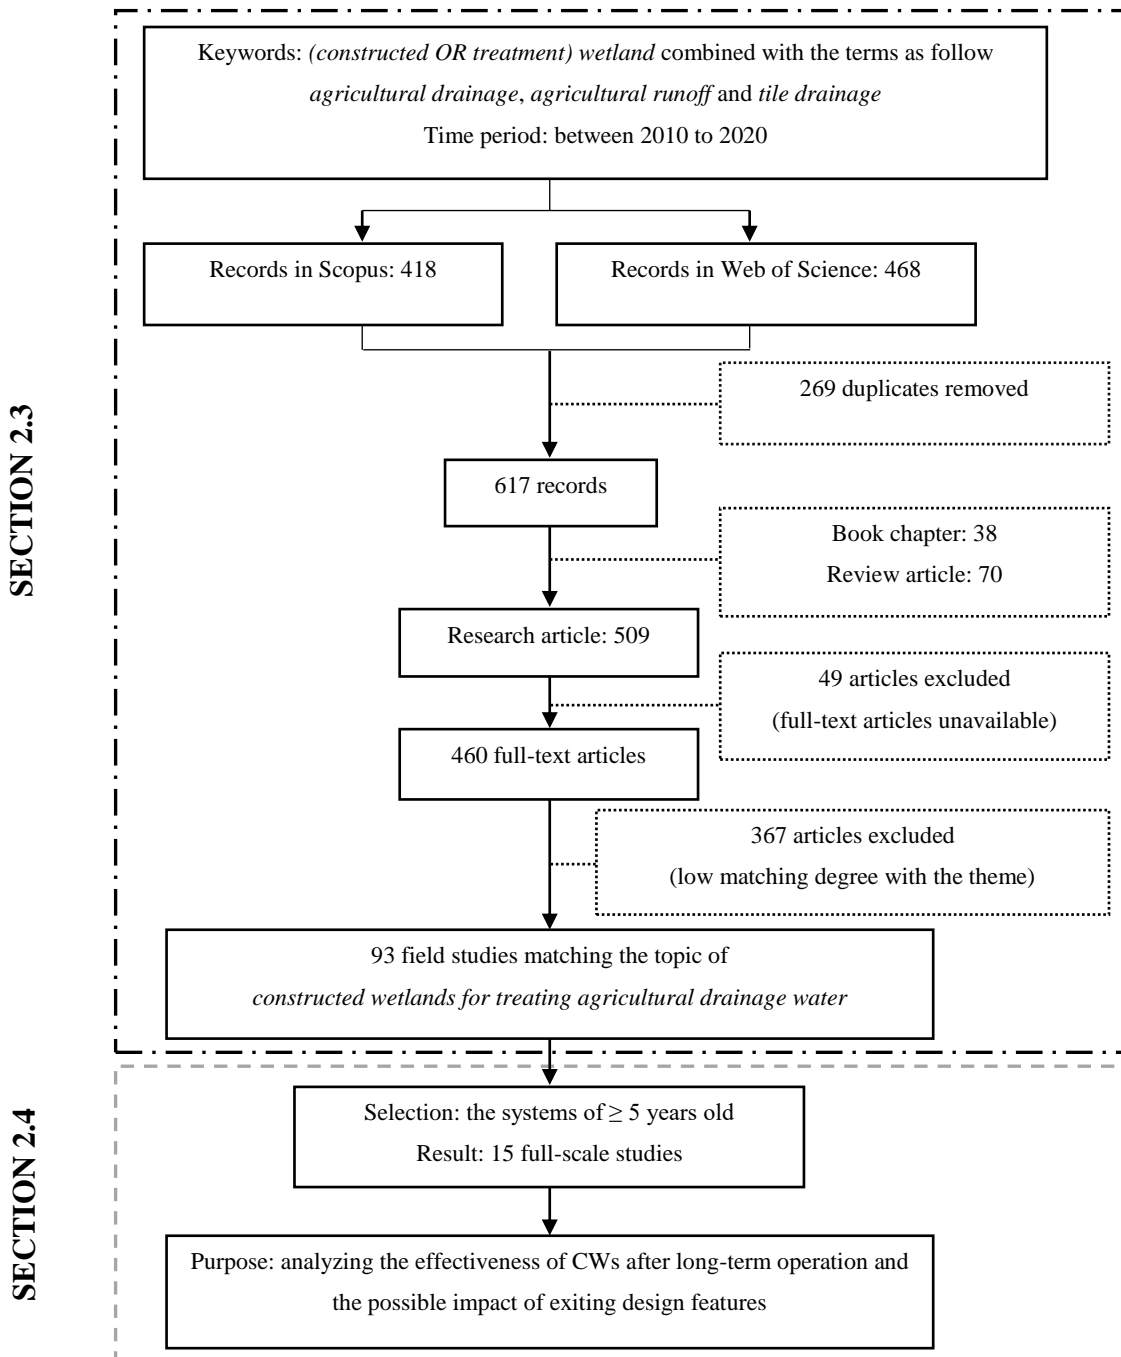 SECTION 2.3
Keywords: (constructed OR treatment) wetland combined with the terms as follow
agricultural drainage, agricultural runoff and tile drainage
Time period: between 2010 to 2020
Records in Scopus: 418
Records in Web of Science: 468
269 duplicates removed
617 records
Book chapter: 38
Review article: 70
Research article: 509
49 articles excluded
(full-text articles unavailable)
460 full-text articles
367 articles excluded
(low matching degree with the theme)
93 field studies matching the topic of
constructed wetlands for treating agricultural drainage water
SECTION 2.4
Selection: the systems of ≥ 5 years old
Result: 15 full-scale studies
Purpose: analyzing the effectiveness of CWs after long-term operation and
the possible impact of exiting design features